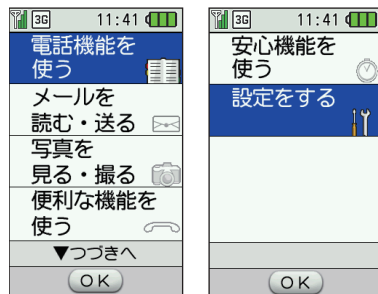 3G 11:41
電話機能を
使う
メールを
読む・送る
写真を
見る・撮る
便利な機能を
使う
▼つづきへ
OK
3G 11:41
安心機能を
使う
設定をする
OK